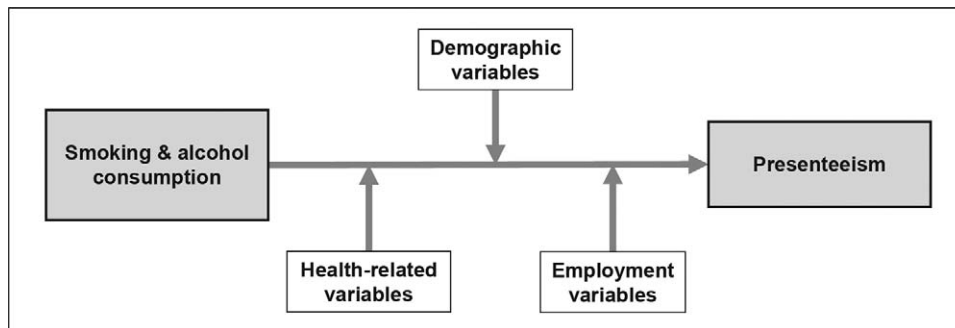 Demographic
variables
Smoking & alcohol
consumption
Presenteeism
Health-related
variables
Employment
variables